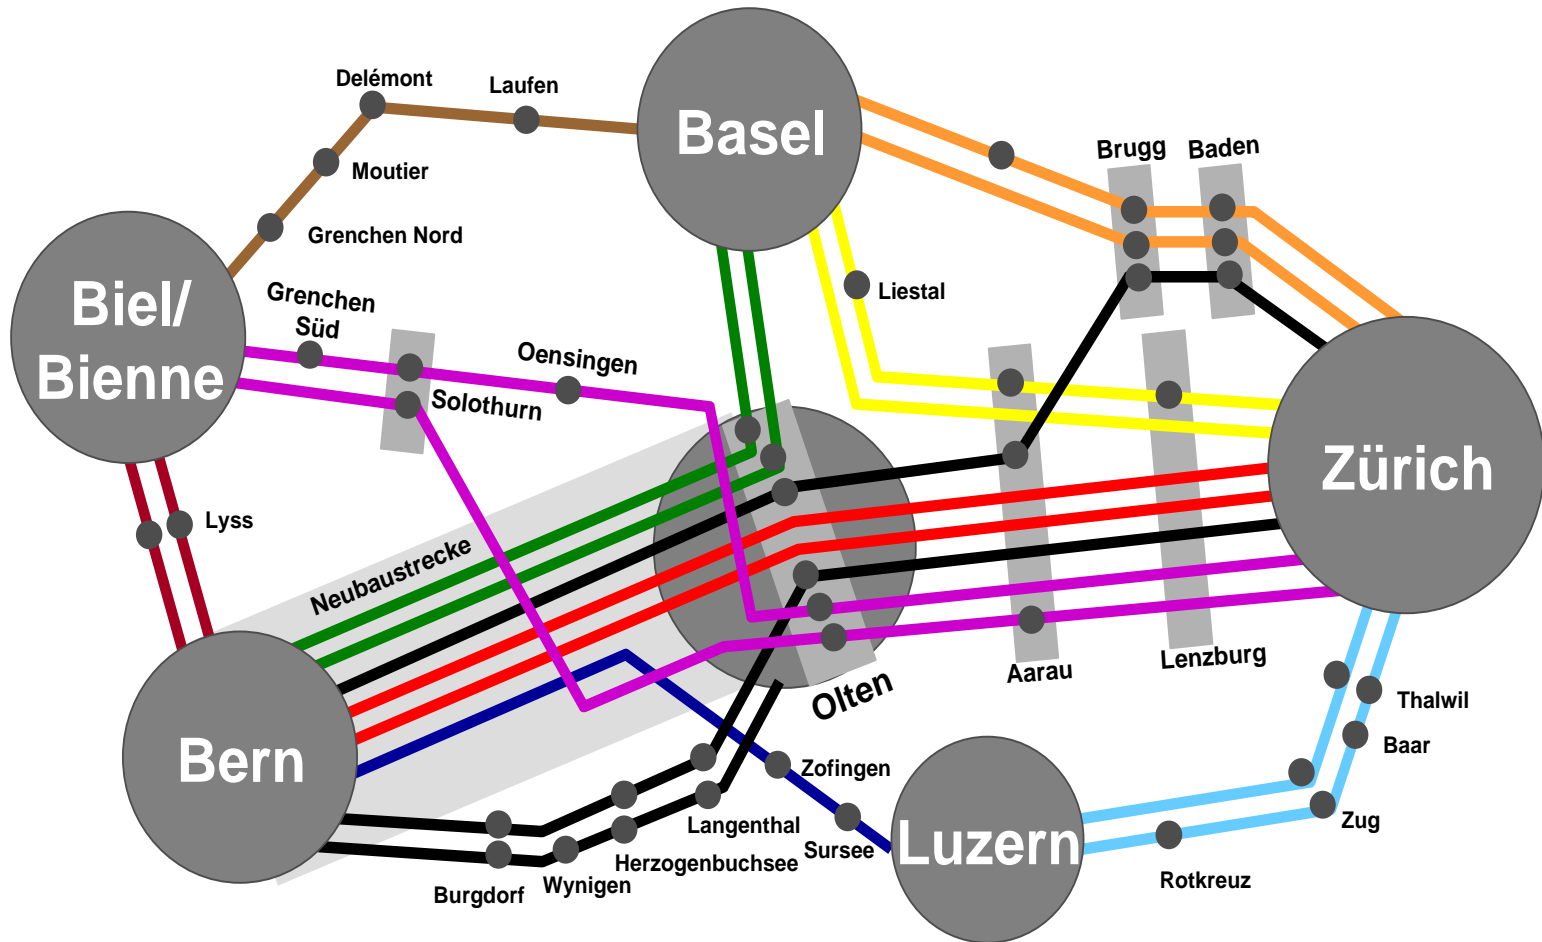 Delémont
Laufen
Basel
Brugg
Baden
Moutier
Grenchen Nord
Biel/
Bienne
Grenchen
Süd
Liestal
Oensingen
Solothurn
Zürich
Lyss
Neubaustrecke
Olten
Aarau
Lenzburg
Thalwil
Baar
Bern
Zofingen
Langenthal
Sursee
Luzern
Zug
Herzogenbuchsee
Wynigen
Burgdorf
Rotkreuz